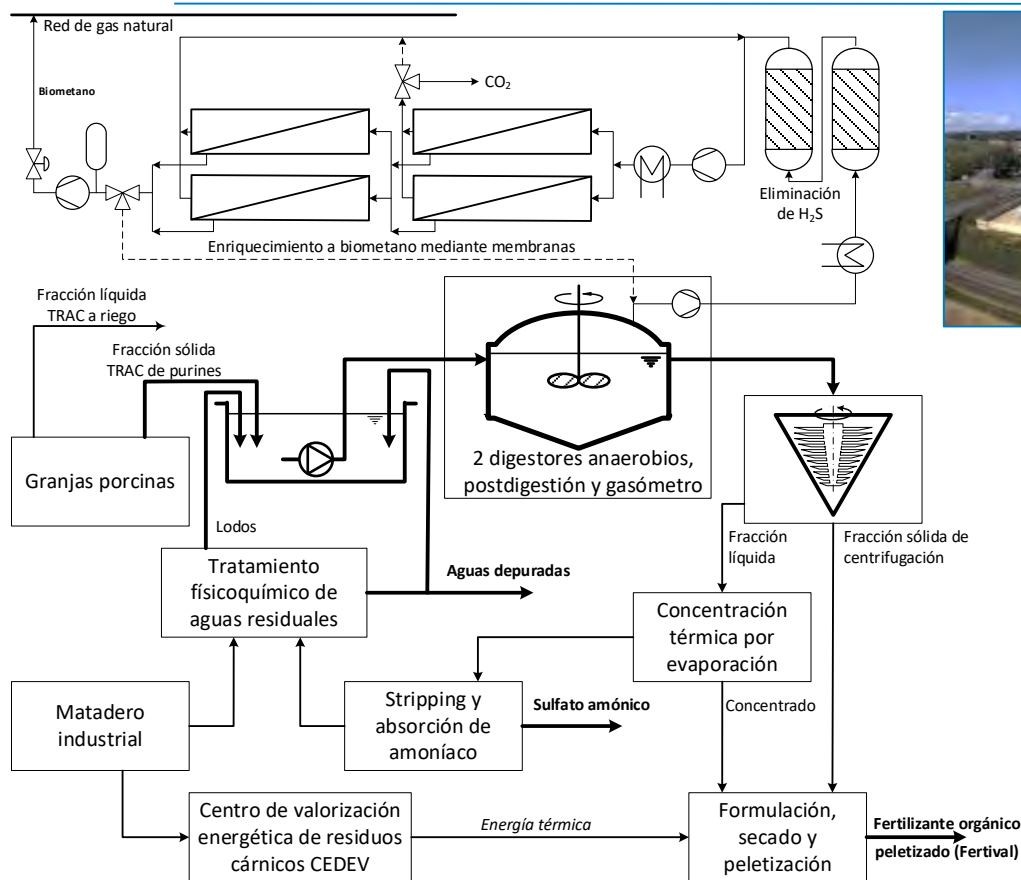 Red de gas natural
Biometano
CO₂
Eliminación
de H₂S
Enriquecimiento a biometano mediante membranas
Fracción líquida
TRAC a riego
Fracción sólida
TRAC de purines
Granjas porcinas
2 digestores anaerobios,
postdigestión y gasómetro
Lodos
Fracción
líquida
Fracción sólida de
centrifugación
Tratamiento
físicoquímico de
aguas residuales
Aguas depuradas
Concentración
térmica por
evaporación
Matadero
industrial
Stripping y
absorción de
amoníaco
Sulfato amónico
Concentrado
Centro de valorización
energética de residuos
cárnicos CEDEV
Energía térmica
Formulación,
secado y
peletización
Fertilizante orgánico
peletizado (Fertival)